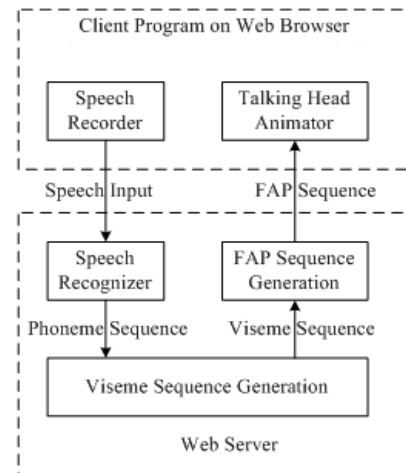 Client Program on Web Browser
Speech
Recorder
Talking Head
Animator
Speech Input
FAP Sequence
Speech
Recognizer
FAP Sequence
Generation
Phoneme Sequence
Viseme Sequence
Viseme Sequence Generation
Web Server